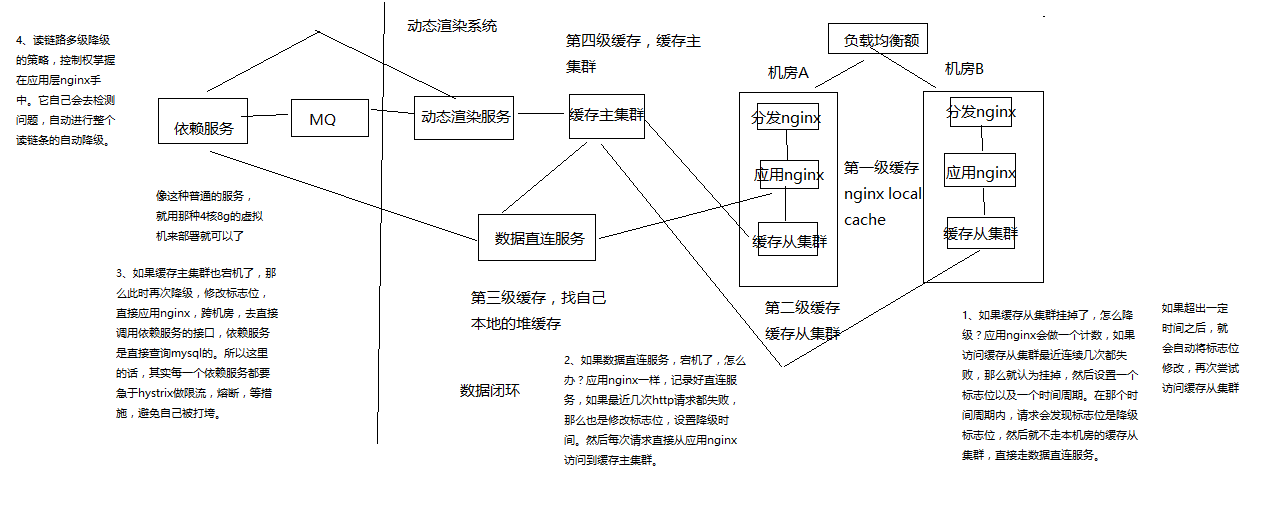 4、读链路多级降级
的策略，控制权掌握
在应用层nginx手
中。它自己会去检测
问题，自动进行整个
读链条的自动降级。
动态渲染系统
第四级缓存，缓存主
集群
负载均衡额
机房A
机房B
依赖服务
MQ
动态渲染服务
缓存主集群
分发nginx
分发nginx
应用nginx
应用nginx
第一级缓存
nginx local
cache
缓存从集群
缓存从集群
像这种普通的服务，
就用那种4核8g的虚拟
机来部署就可以了
数据直连服务
3、如果缓存主集群也宕机了，那
么此时再次降级，修改标志位，
直接应用nginx，跨机房，去直接
调用依赖服务的接口，依赖服务
是直接查询mysql的。所以这里
的话，其实每一个依赖服务都要
急于hystrix做限流，熔断，等措
施，避免自己被打垮。
第三级缓存，找自己
本地的堆缓存
第二级缓存
缓存从集群
数据闭环
2、如果数据直连服务，宕机了，怎么
办？应用nginx一样，记录好直连服
务，如果最近几次http请求都失败，
那么也是修改标志位，设置降级时
间。然后每次请求直接从应用nginx
访问到缓存主集群。
1、如果缓存从集群挂掉了，怎么降
级？应用nginx会做一个计数，如果
访问缓存从集群最近连续几次都失
败，那么就认为挂掉，然后设置一个
标志位以及一个时间周期。在那个时
间周期内，请求会发现标志位是降级
标志位，然后就不走本机房的缓存从
集群，直接走数据直连服务。
如果超出一定
时间之后，就
会自动将标志位
修改，再次尝试
访问缓存从集群